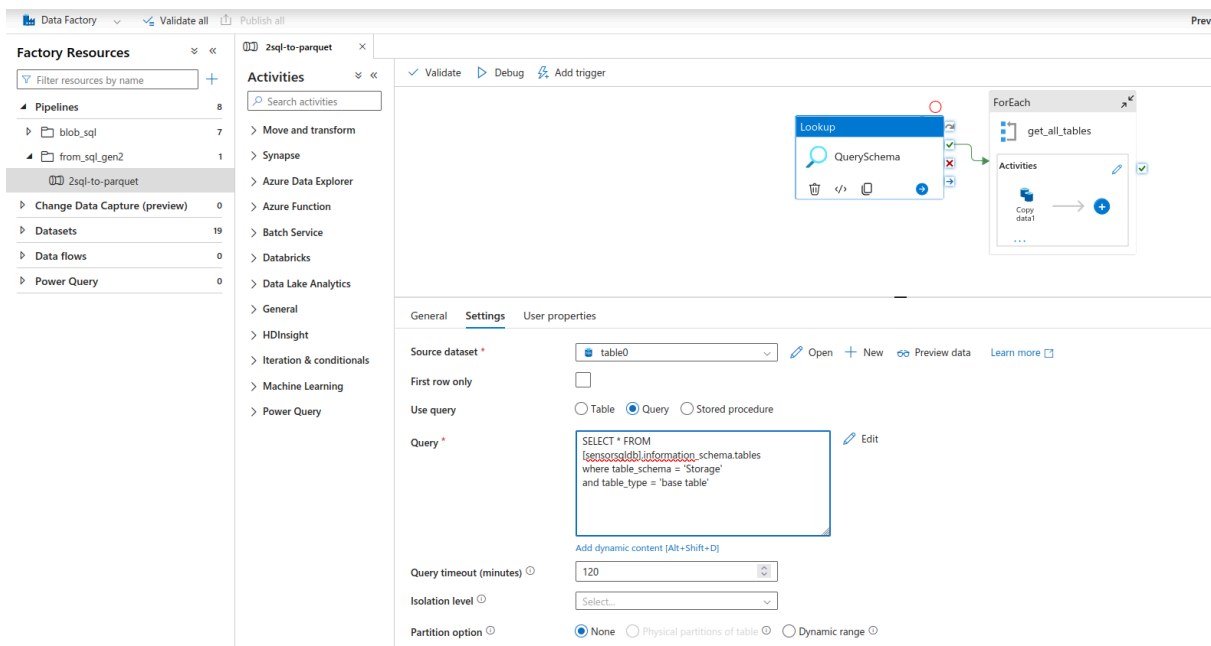 Data Factory
Validate all
Publish all
Prev
Factory Resources
Filter resources by name
Pipelines 8
blob_sql 7
from_sql_gen2 1
2sql-to-parquet
Change Data Capture (preview) 0
Datasets 19
Data flows 0
Power Query 0
2sql-to-parquet
Activities
Search activities
Move and transform
Synapse
Azure Data Explorer
Azure Function
Batch Service
Databricks
Data Lake Analytics
General
HDInsight
Iteration & conditionals
Machine Learning
Power Query
Validate Debug Add trigger
Lookup
QuerySchema
ForEach
get_all_tables
Activities
Copy
data1
...
General Settings User properties
Source dataset * table0 Open New Preview data Learn more
First row only
Use query Table Query Stored procedure
Query * Edit
SELECT * FROM
[sensorsqldb].information_schema.tables
where table_schema = 'Storage'
and table_type = 'base table'
Add dynamic content [Alt+Shift+D]
Query timeout (minutes) 120
Isolation level Select...
Partition option None Physical partitions of table Dynamic range